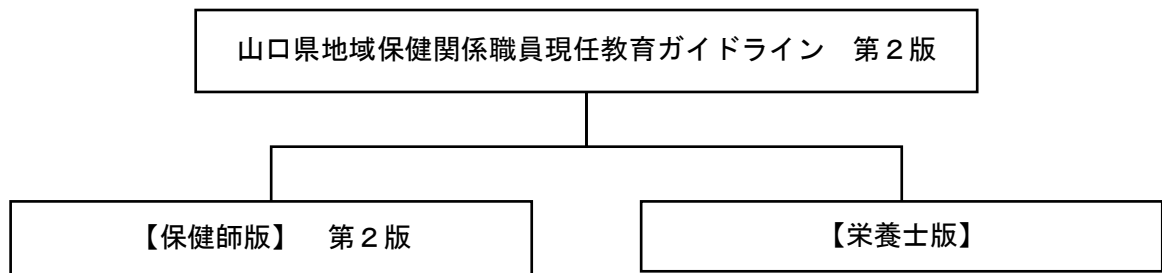 山口県地域保健関係職員現任教育ガイドライン　第２版
【保健師版】　第２版
【栄養士版】